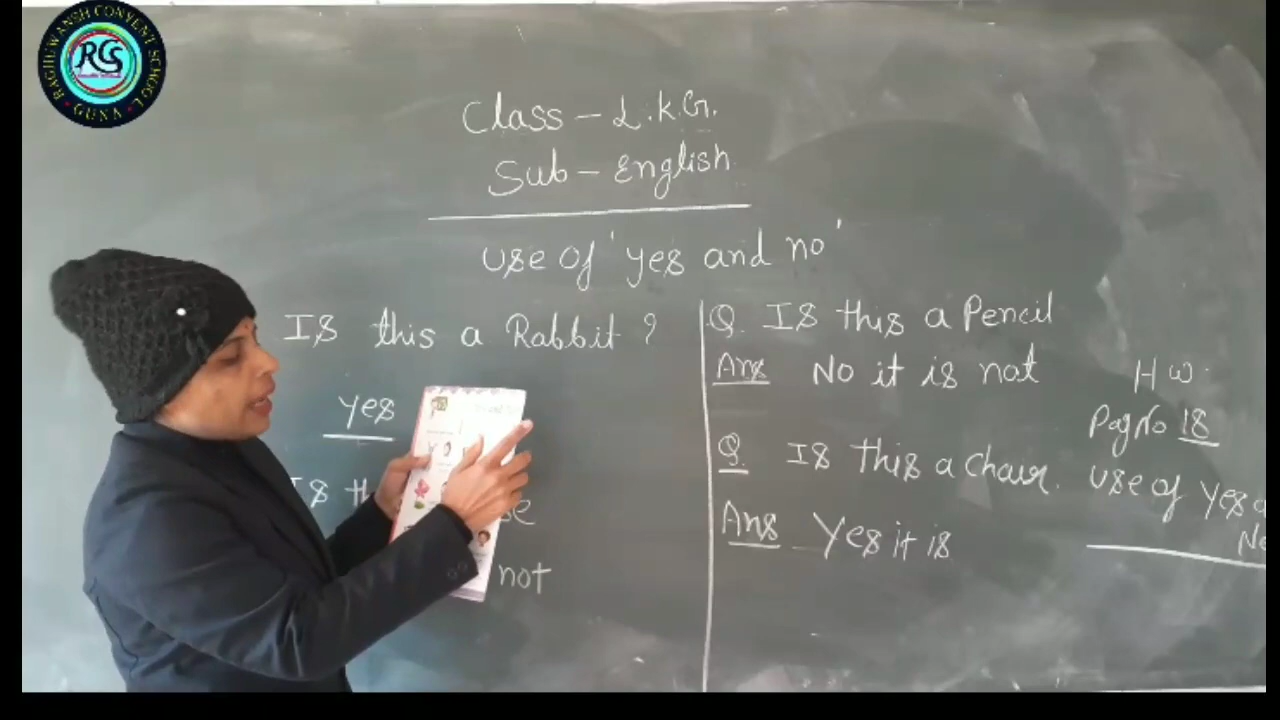 RAGHUWANSH CONVENT SCHOOL
RCS
GUNA
Class - L.K.G.
Sub - English
use of 'yes and no'
Is this a Rabbit ?
yes
Is
not
Q. Is this a Pencil
Ans No it is not
Q. Is this a Chair.
Ans Yes it is
H w.
Pag No 18
use of Yes